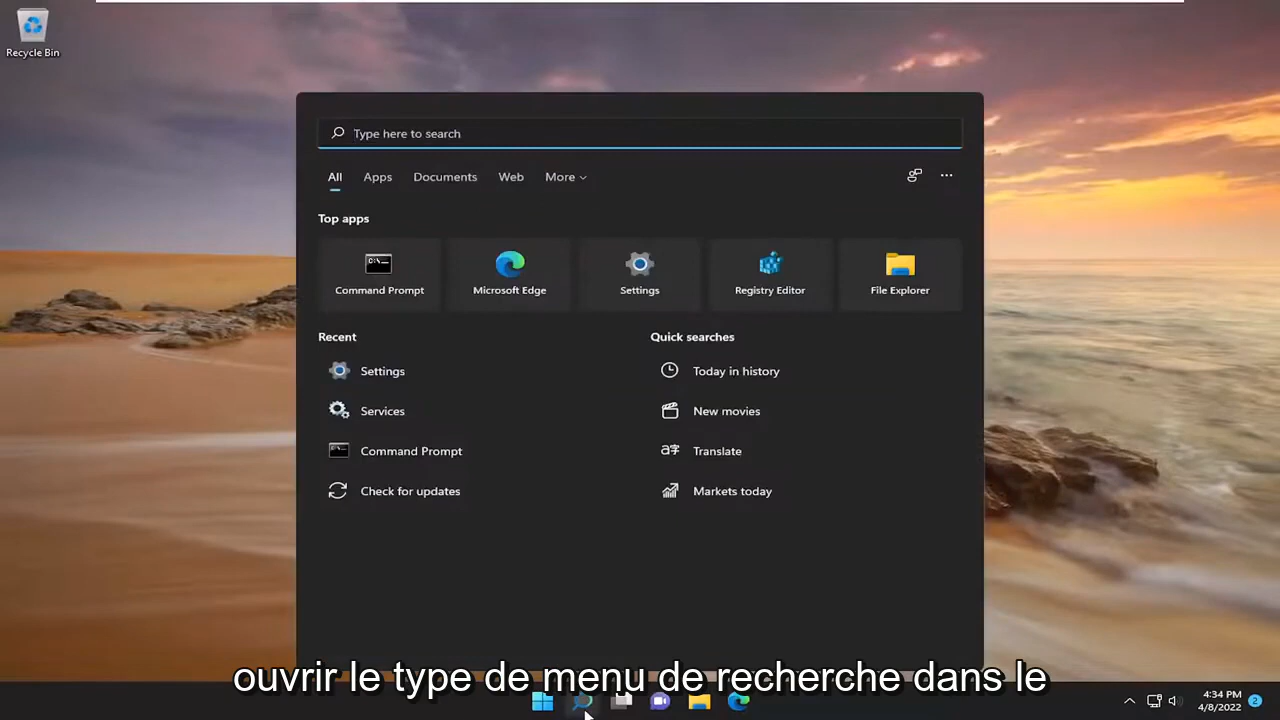 Recycle Bin
Type here to search
All Apps Documents Web More
Top apps
Command Prompt Microsoft Edge Settings Registry Editor File Explorer
Recent
Quick searches
Settings
Today in history
Services
New movies
Command Prompt
Translate
Check for updates
Markets today
ouvrir le type de menu de recherche dans le
4:34 PM
4/8/2022
2